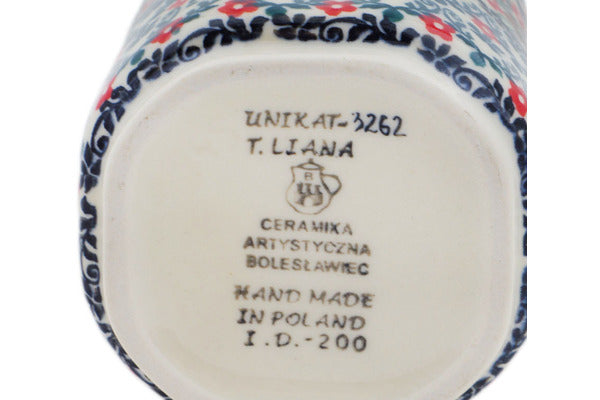 UNIKAT-3262
T. LIANA
B
CERAMIKA
ARTYSTYCZNA
BOLESŁAWIEC
HAND MADE
IN POLAND
I.D.-200